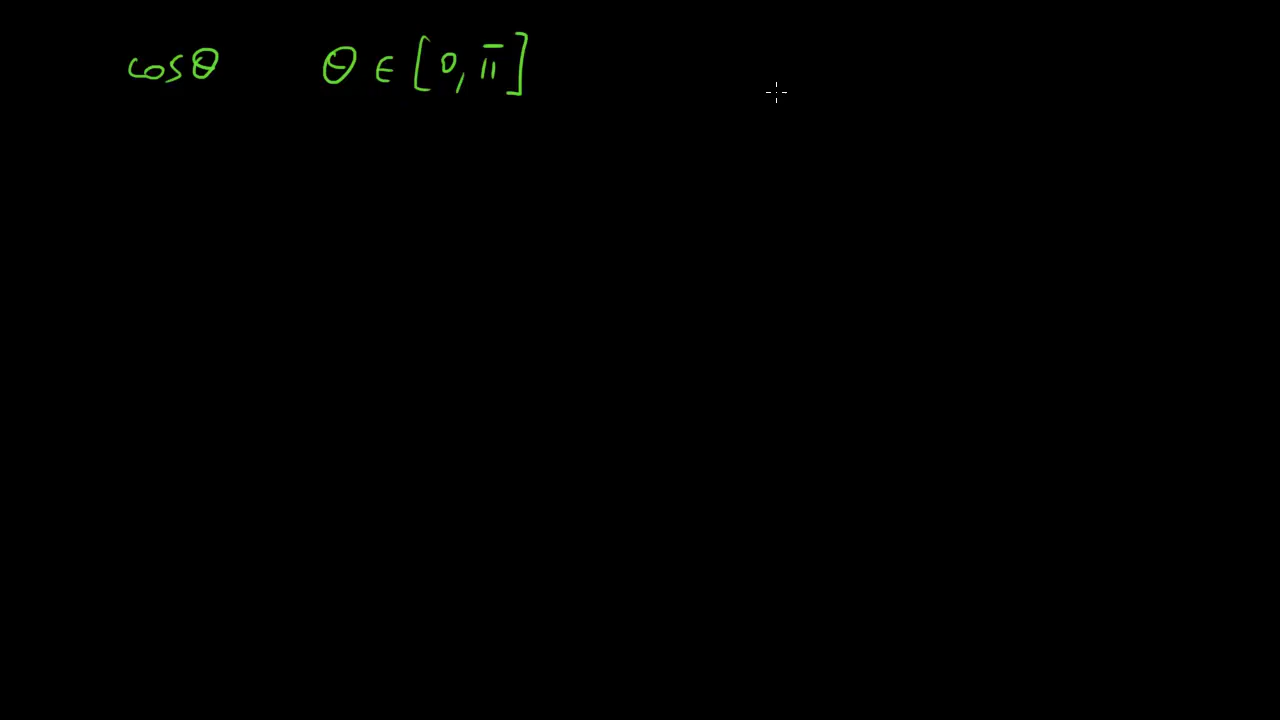 cosθ θ ∈ [0, π]